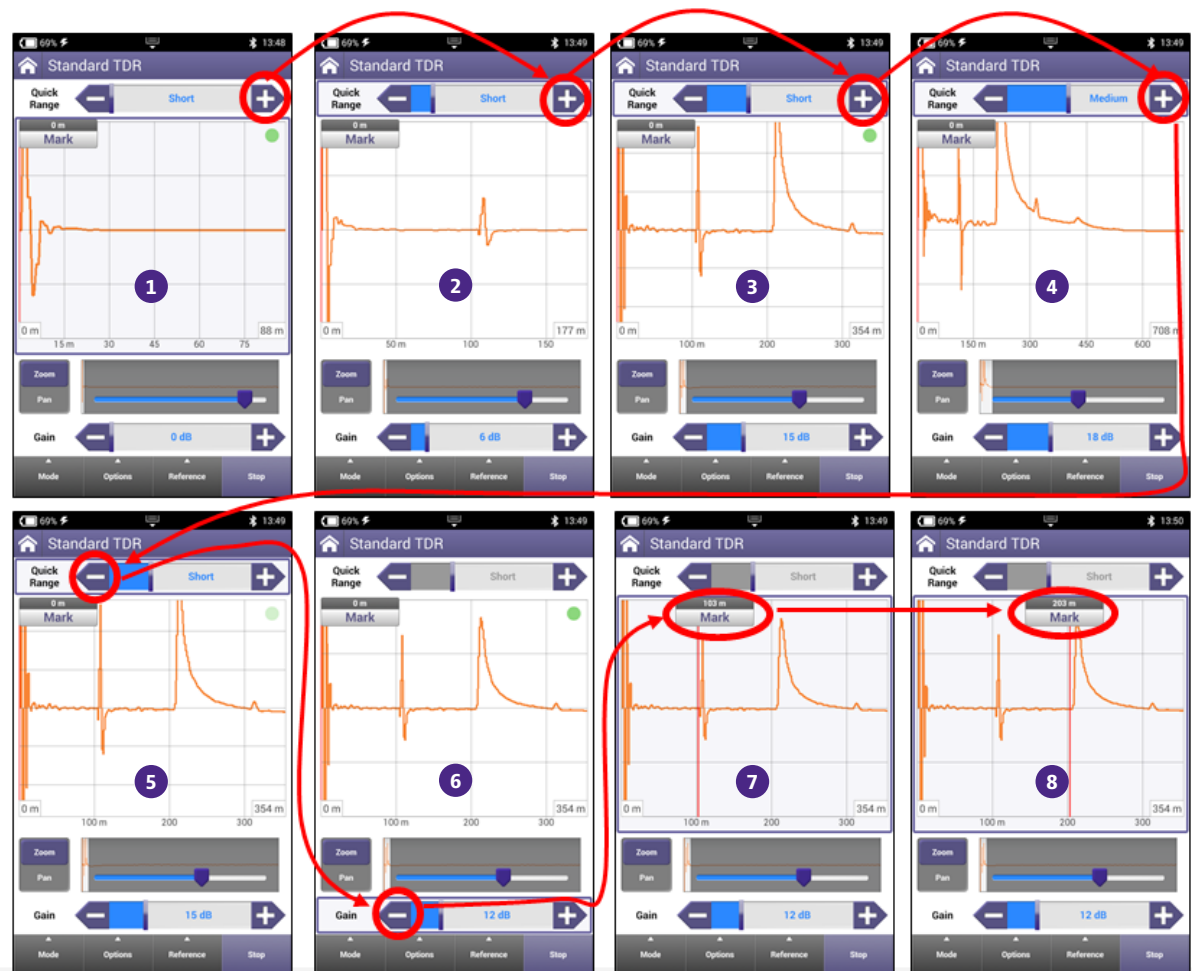 69% 13:48
Standard TDR
Quick Range Short
0 m
Mark
1
0 m 88 m
15 m 30 45 60 75
Zoom
Pan
Gain 0 dB
Mode Options Reference Stop
69% 13:49
Standard TDR
Quick Range Short
0 m
Mark
2
0 m 177 m
50 m 100 150
Zoom
Pan
Gain 6 dB
Mode Options Reference Stop
69% 13:49
Standard TDR
Quick Range Short
0 m
Mark
3
0 m 354 m
100 m 200 300
Zoom
Pan
Gain 15 dB
Mode Options Reference Stop
69% 13:49
Standard TDR
Quick Range Medium
0 m
Mark
4
0 m 708 m
150 m 300 450 600
Zoom
Pan
Gain 18 dB
Mode Options Reference Stop
69% 13:49
Standard TDR
Quick Range Short
0 m
Mark
5
0 m 354 m
100 m 200 300
Zoom
Pan
Gain 15 dB
Mode Options Reference Stop
69% 13:49
Standard TDR
Quick Range Short
0 m
Mark
6
0 m 354 m
100 m 200 300
Zoom
Pan
Gain 12 dB
Mode Options Reference Stop
69% 13:49
Standard TDR
Quick Range Short
103 m
Mark
7
0 m 354 m
100 m 200 300
Zoom
Pan
Gain 12 dB
Mode Options Reference Stop
69% 13:50
Standard TDR
Quick Range Short
203 m
Mark
8
0 m 354 m
100 m 200 300
Zoom
Pan
Gain 12 dB
Mode Options Reference Stop